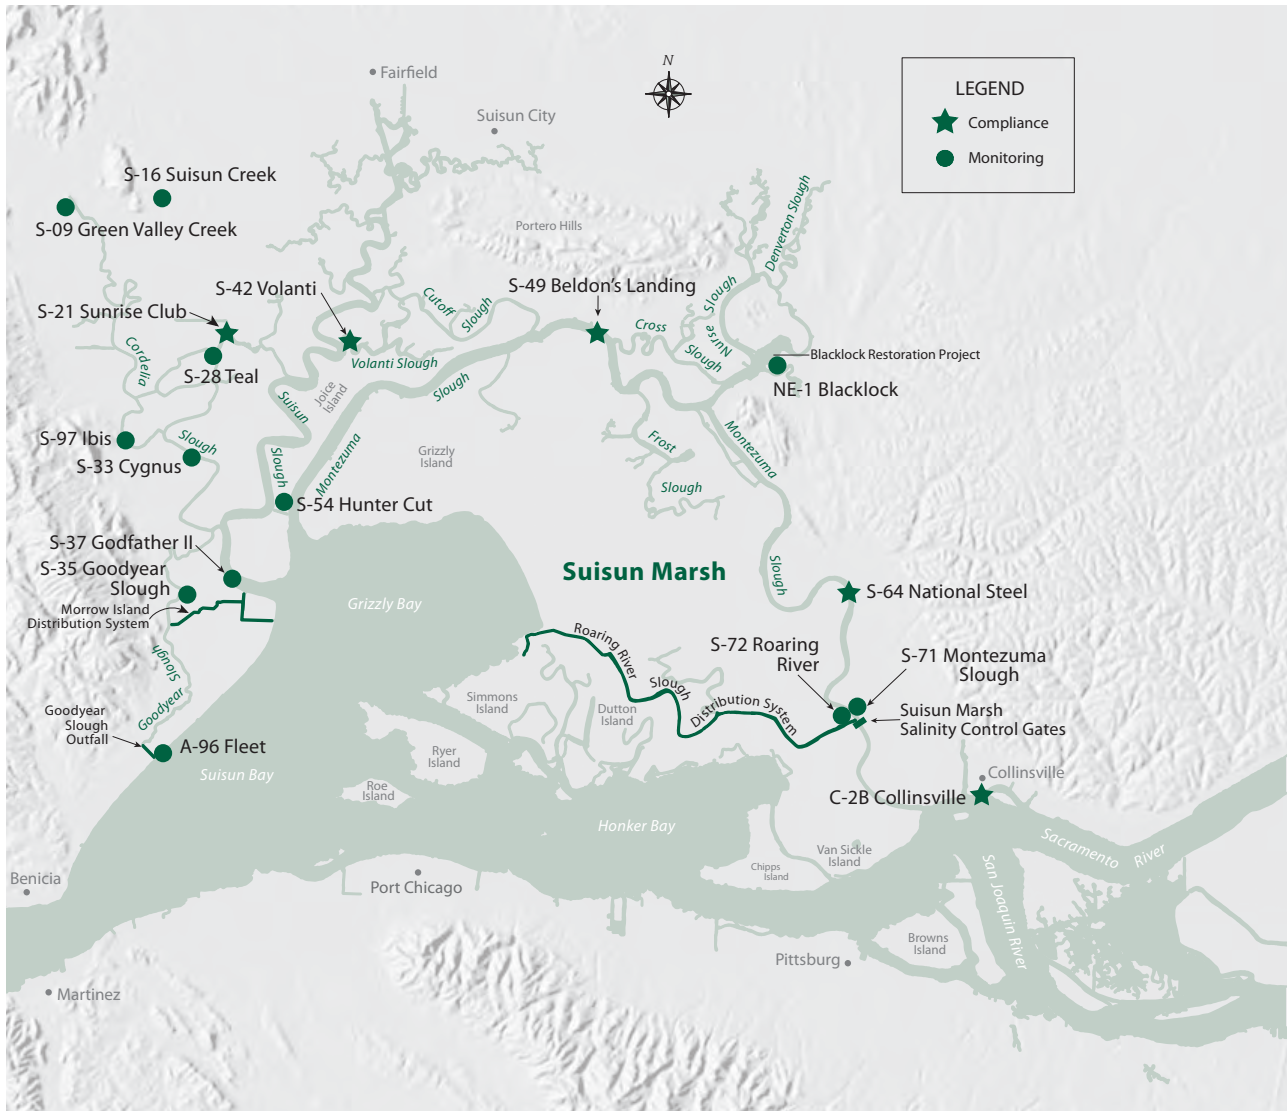 N
Fairfield
LEGEND
Compliance
Monitoring
Suisun City
S-16 Suisun Creek
S-09 Green Valley Creek
Portero Hills
Denverton Slough
S-42 Volanti
S-49 Beldon's Landing
S-21 Sunrise Club
Cutoff
Slough
Slough
Nurse
Cross
Slough
Cordelia
Volanti Slough
Blacklock Restoration Project
S-28 Teal
NE-1 Blacklock
Suisun
Slough
Joice
Island
Slough
Montezuma
S-97 Ibis
Slough
S-33 Cygnus
Grizzly
Island
Frost
Slough
Montezuma
Slough
S-54 Hunter Cut
S-37 Godfather II
S-35 Goodyear
Slough
Morrow Island
Distribution System
Suisun Marsh
Grizzly Bay
S-64 National Steel
Roaring River
Slough
Distribution System
S-72 Roaring
River
S-71 Montezuma
Slough
Slough
Goodyear
Simmons
Island
Dutton
Island
Goodyear
Slough
Outfall
Suisun Marsh
Salinity Control Gates
A-96 Fleet
Ryer
Island
Suisun Bay
Roe
Island
Collinsville
C-2B Collinsville
Honker Bay
Sacramento River
Van Sickle
Island
Chipps
Island
San Joaquin River
Benicia
Port Chicago
Browns
Island
Pittsburg
Martinez